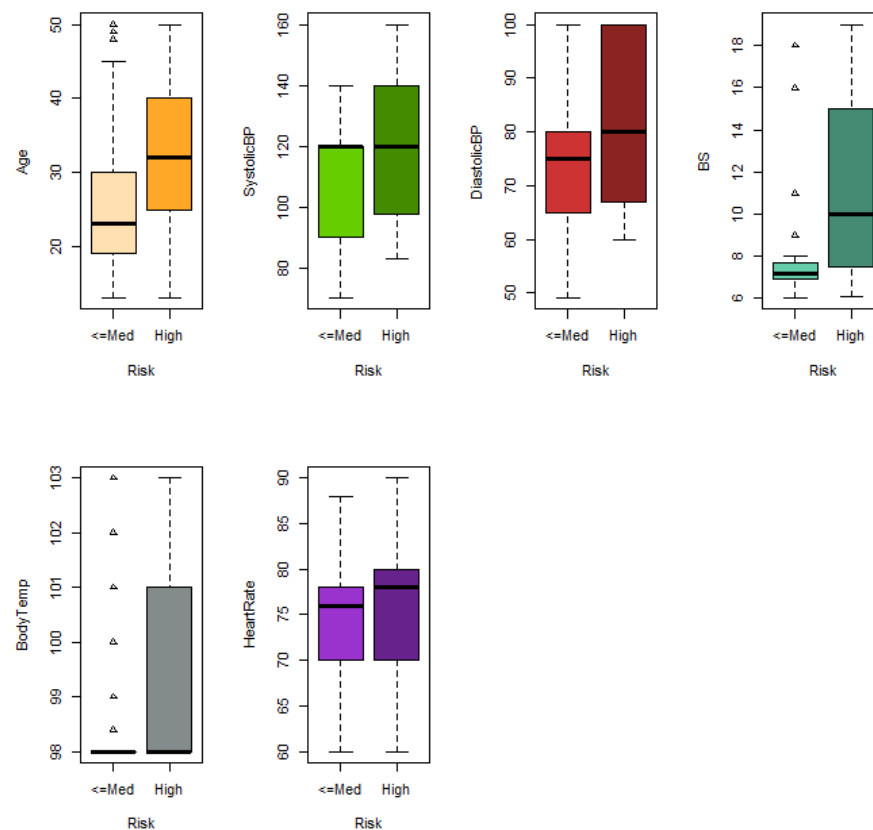 Age
50
40
30
20
<=Med High
Risk
SystolicBP
160
140
120
100
80
<=Med High
Risk
DiastolicBP
100
90
80
70
60
50
<=Med High
Risk
BS
18
16
14
12
10
8
6
<=Med High
Risk
BodyTemp
103
102
101
100
99
98
<=Med High
Risk
HeartRate
90
85
80
75
70
65
60
<=Med High
Risk